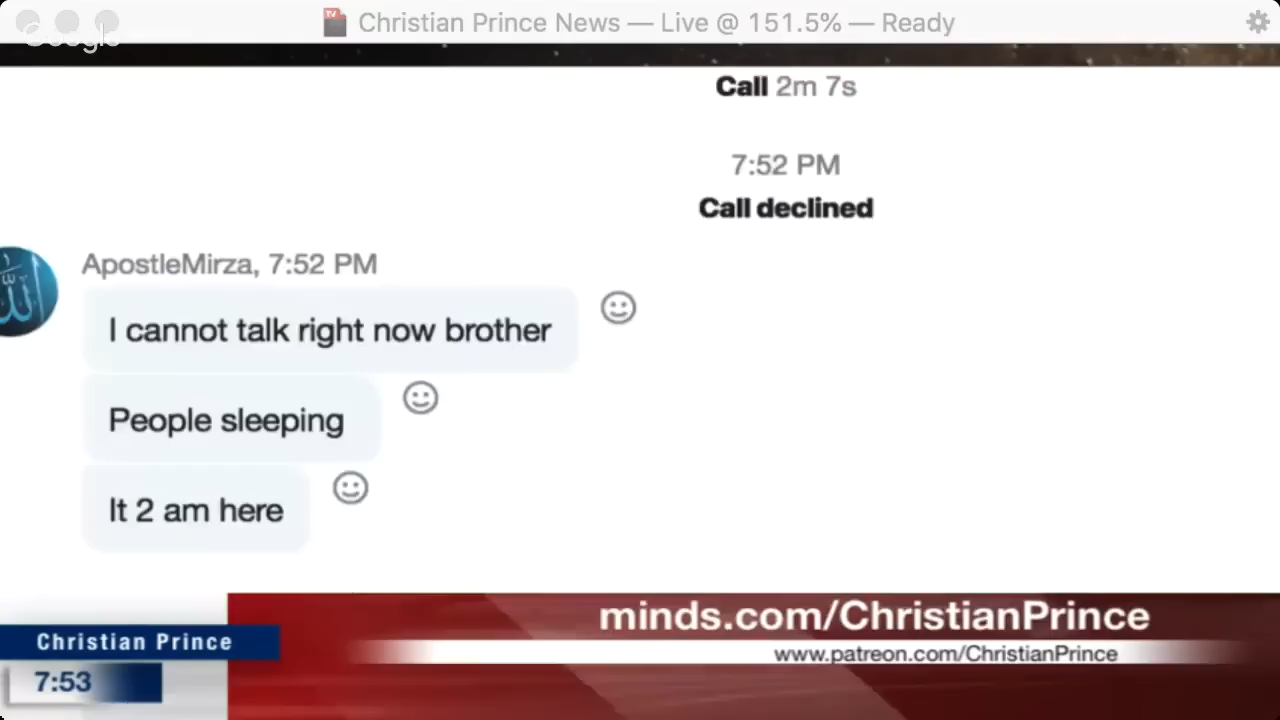 Christian Prince News — Live @ 151.5% — Ready
Google
Call 2m 7s
7:52 PM
Call declined
ApostleMirza, 7:52 PM
I cannot talk right now brother
People sleeping
It 2 am here
minds.com/ChristianPrince
Christian Prince
www.patreon.com/ChristianPrince
7:53